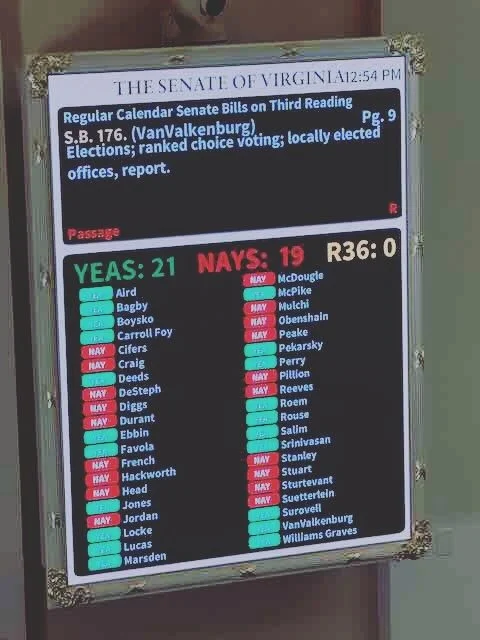 THE SENATE OF VIRGINIA 12:54 PM
Regular Calendar Senate Bills on Third Reading
S.B. 176. (VanValkenburg) Pg. 9
Elections; ranked choice voting; locally elected
offices, report.
Passage R
YEAS: 21 NAYS: 19 R36: 0
Aird
Bagby
Boysko
Carroll Foy
NAY Cifers
NAY Craig
Deeds
NAY DeSteph
NAY Diggs
NAY Durant
Ebbin
Favola
NAY French
NAY Hackworth
NAY Head
Jones
NAY Jordan
Locke
Lucas
Marsden
NAY McDougle
McPike
NAY Mulchi
NAY Obenshain
NAY Peake
Pekarsky
Perry
NAY Pillion
NAY Reeves
Roem
Rouse
Salim
Srinivasan
NAY Stanley
NAY Stuart
NAY Sturtevant
NAY Suetterlein
Surovell
VanValkenburg
Williams Graves